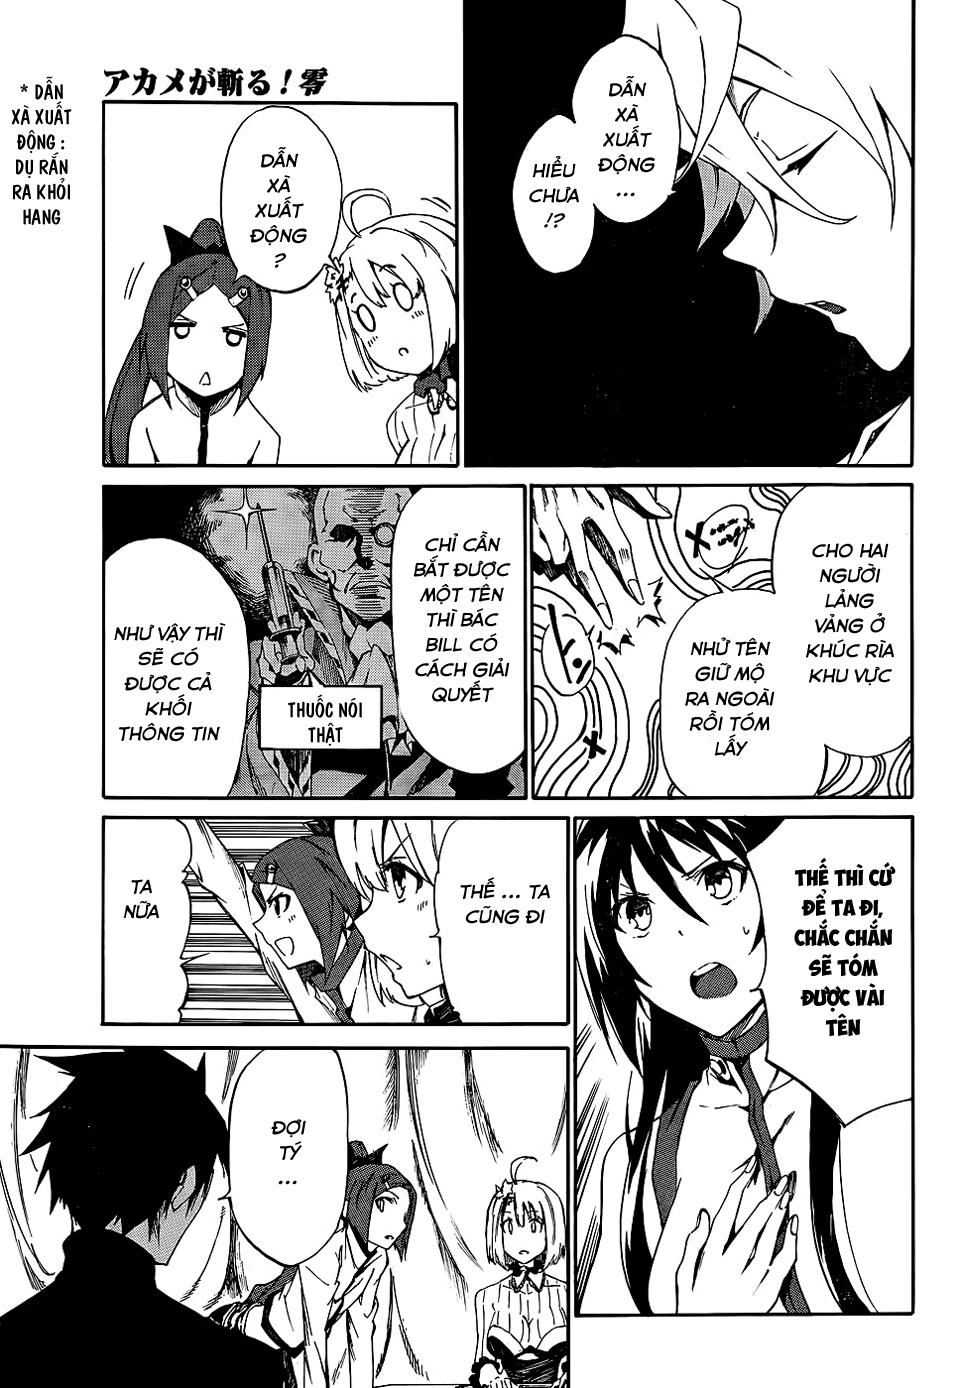 DẪN
XÀ
XUẤT
ĐỘNG
...
HIỂU
CHƯA
!?
アカメが斬る!零
* DẪN
XÀ XUẤT
ĐỘNG :
DỤ RẮN
RA KHỎI
HANG
DẪN
XÀ
XUẤT
ĐỘNG
?
CHO HAI
NGƯỜI
LẢNG
VẢNG Ở
KHÚC RÌA
KHU VỰC
NHỬ TÊN
GIỮ MỘ
RA NGOÀI
RỒI TÓM
LẤY
CHỈ CẦN
BẮT ĐƯỢC
MỘT TÊN
THÌ BÁC
BILL CÓ
CÁCH GIẢI
QUYẾT
THUỐC NÓI
THẬT
NHƯ VẬY THÌ
SẼ CÓ
ĐƯỢC CẢ
KHỐI
THÔNG TIN
THẾ THÌ CỨ
ĐỂ TA ĐI,
CHẮC CHẮN
SẼ TÓM
ĐƯỢC VÀI
TÊN
THẾ ... TA
CŨNG ĐI
TA
NỮA
ĐỢI
TÝ
...